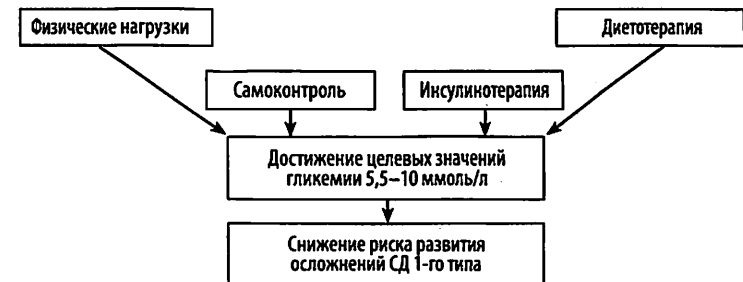 Физические нагрузки
Диетотерапия
Самоконтроль
Инсулинотерапия
Достижение целевых значений
гликемии 5,5–10 ммоль/л
Снижение риска развития
осложнений СД 1-го типа